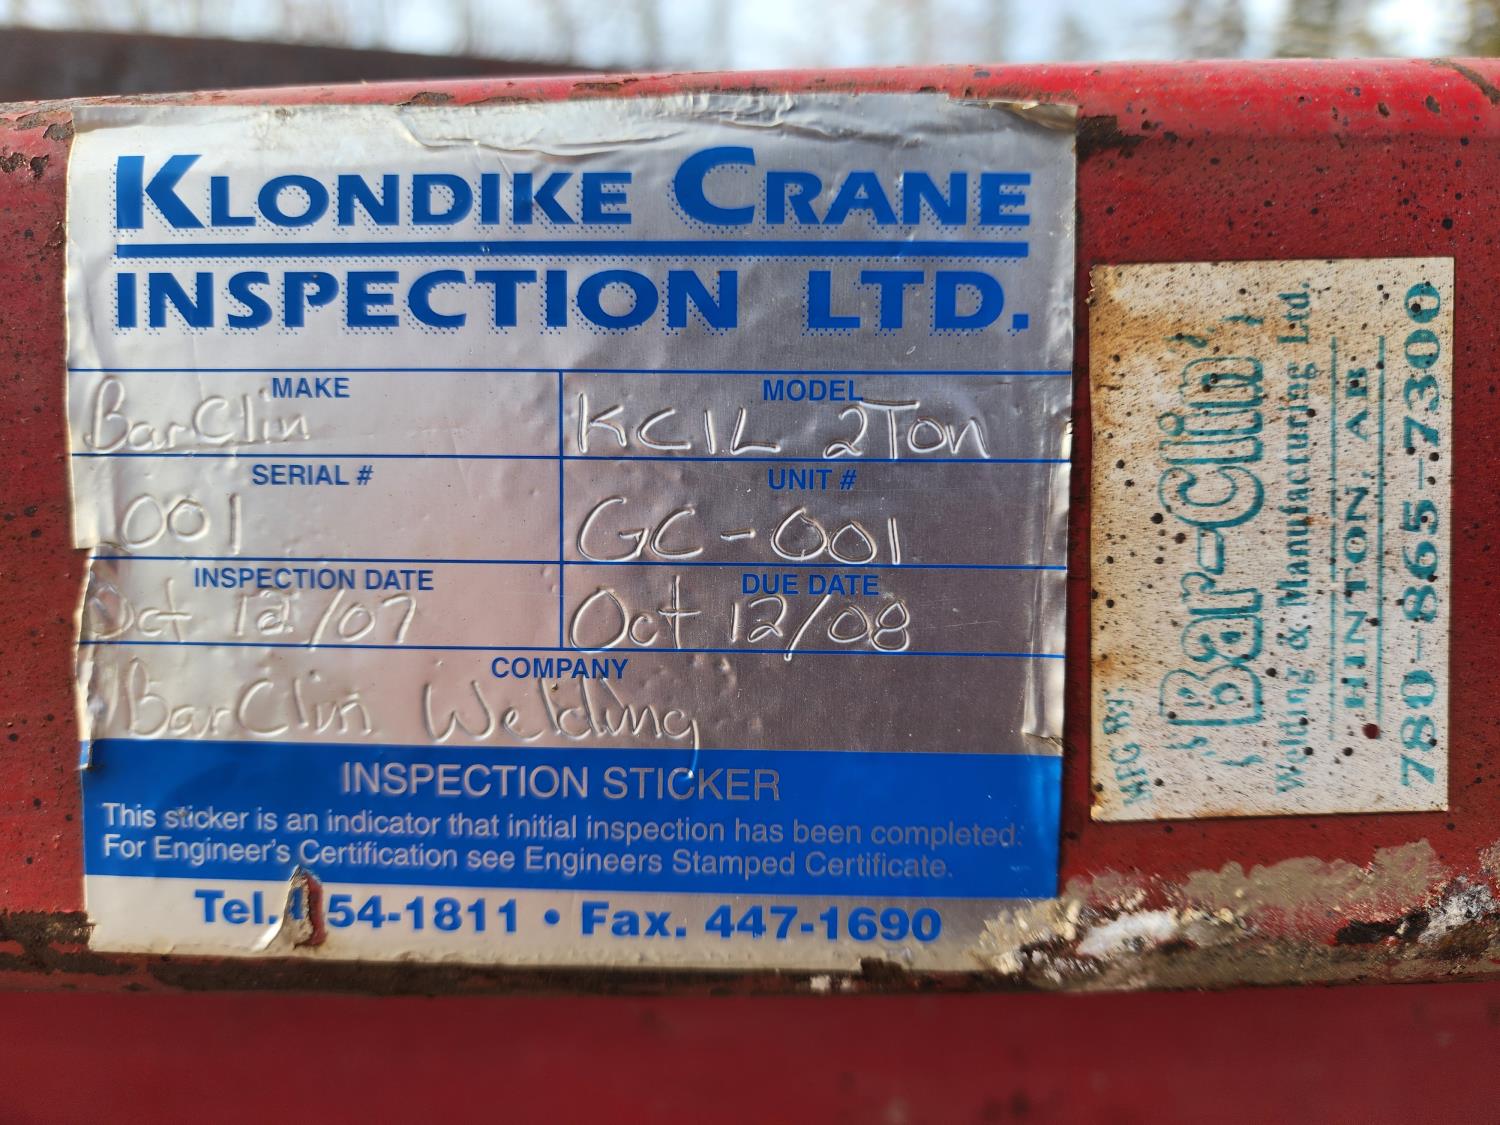 KLONDIKE CRANE
INSPECTION LTD.
MAKE
BarClin
MODEL
KC1L 2Ton
SERIAL #
001
UNIT #
GC-001
INSPECTION DATE
Oct 12/07
DUE DATE
Oct 12/08
COMPANY
BarClin Welding
INSPECTION STICKER
This sticker is an indicator that initial inspection has been completed.
For Engineer's Certification see Engineers Stamped Certificate.
Tel. 54-1811 • Fax. 447-1690
MFG BY:
Bar-Clin
Welding & Manufacturing Ltd.
HINTON, AB
780-865-7300